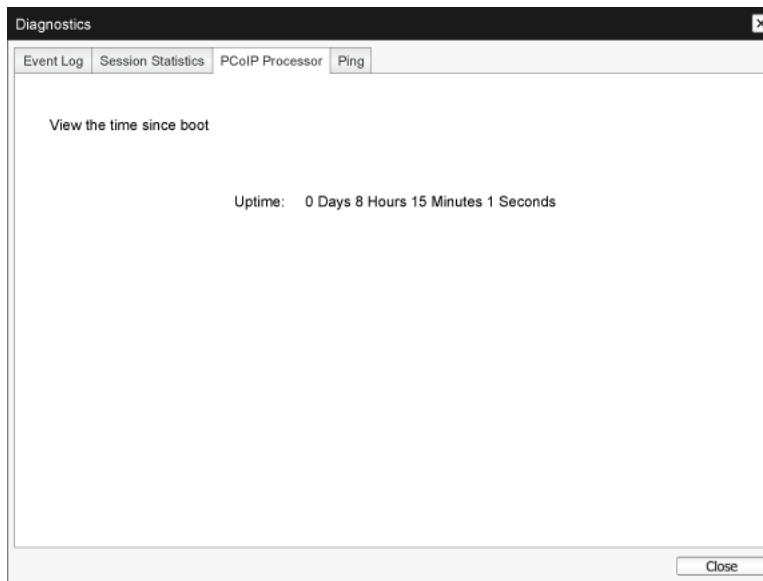 Diagnostics
Event Log Session Statistics PCoIP Processor Ping
View the time since boot
Uptime: 0 Days 8 Hours 15 Minutes 1 Seconds
Close